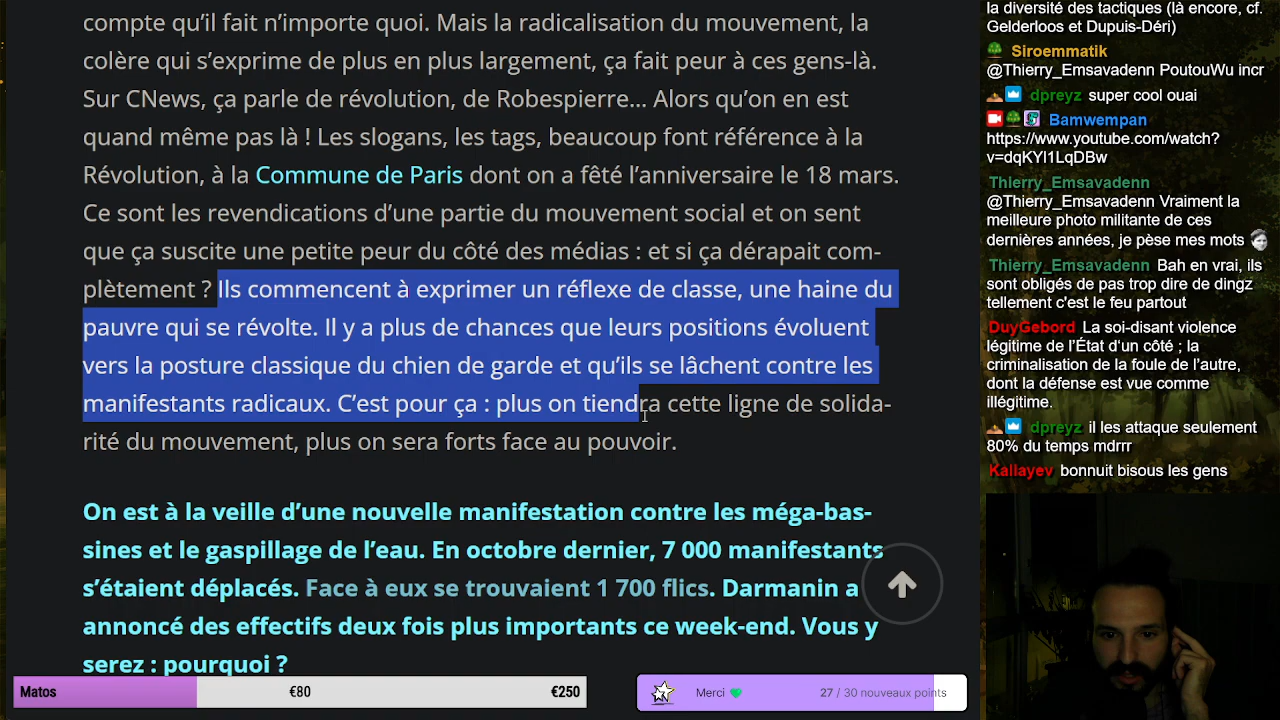 compte qu’il fait n’importe quoi. Mais la radicalisation du mouvement, la
colère qui s’exprime de plus en plus largement, ça fait peur à ces gens-là.
Sur CNews, ça parle de révolution, de Robespierre… Alors qu’on en est
quand même pas là ! Les slogans, les tags, beaucoup font référence à la
Révolution, à la Commune de Paris dont on a fêté l’anniversaire le 18 mars.
Ce sont les revendications d’une partie du mouvement social et on sent
que ça suscite une petite peur du côté des médias : et si ça dérapait com-
plètement ? Ils commencent à exprimer un réflexe de classe, une haine du
pauvre qui se révolte. Il y a plus de chances que leurs positions évoluent
vers la posture classique du chien de garde et qu’ils se lâchent contre les
manifestants radicaux. C’est pour ça : plus on tiendra cette ligne de solida-
rité du mouvement, plus on sera forts face au pouvoir.
On est à la veille d’une nouvelle manifestation contre les méga-bas-
sines et le gaspillage de l’eau. En octobre dernier, 7 000 manifestants
s’étaient déplacés. Face à eux se trouvaient 1 700 flics. Darmanin a
annoncé des effectifs deux fois plus importants ce week-end. Vous y
serez : pourquoi ?
Matos €80 €250
Merci 27 / 30 nouveaux points
la diversité des tactiques (là encore, cf.
Gelderloos et Dupuis-Déri)
Siroemmatik
@Thierry_Emsavadenn PoutouWu incr
dpreyz super cool ouai
Bamwempan
https://www.youtube.com/watch?
v=dqKYl1LqDBw
Thierry_Emsavadenn
@Thierry_Emsavadenn Vraiment la
meilleure photo militante de ces
dernières années, je pèse mes mots
Thierry_Emsavadenn Bah en vrai, ils
sont obligés de pas trop dire de dingz
tellement c'est le feu partout
DuyGebord La soi-disant violence
légitime de l’État d‘un côté ; la
criminalisation de la foule de l’autre,
dont la défense est vue comme
illégitime.
dpreyz il les attaque seulement
80% du temps mdrrr
Kallayev bonnuit bisous les gens